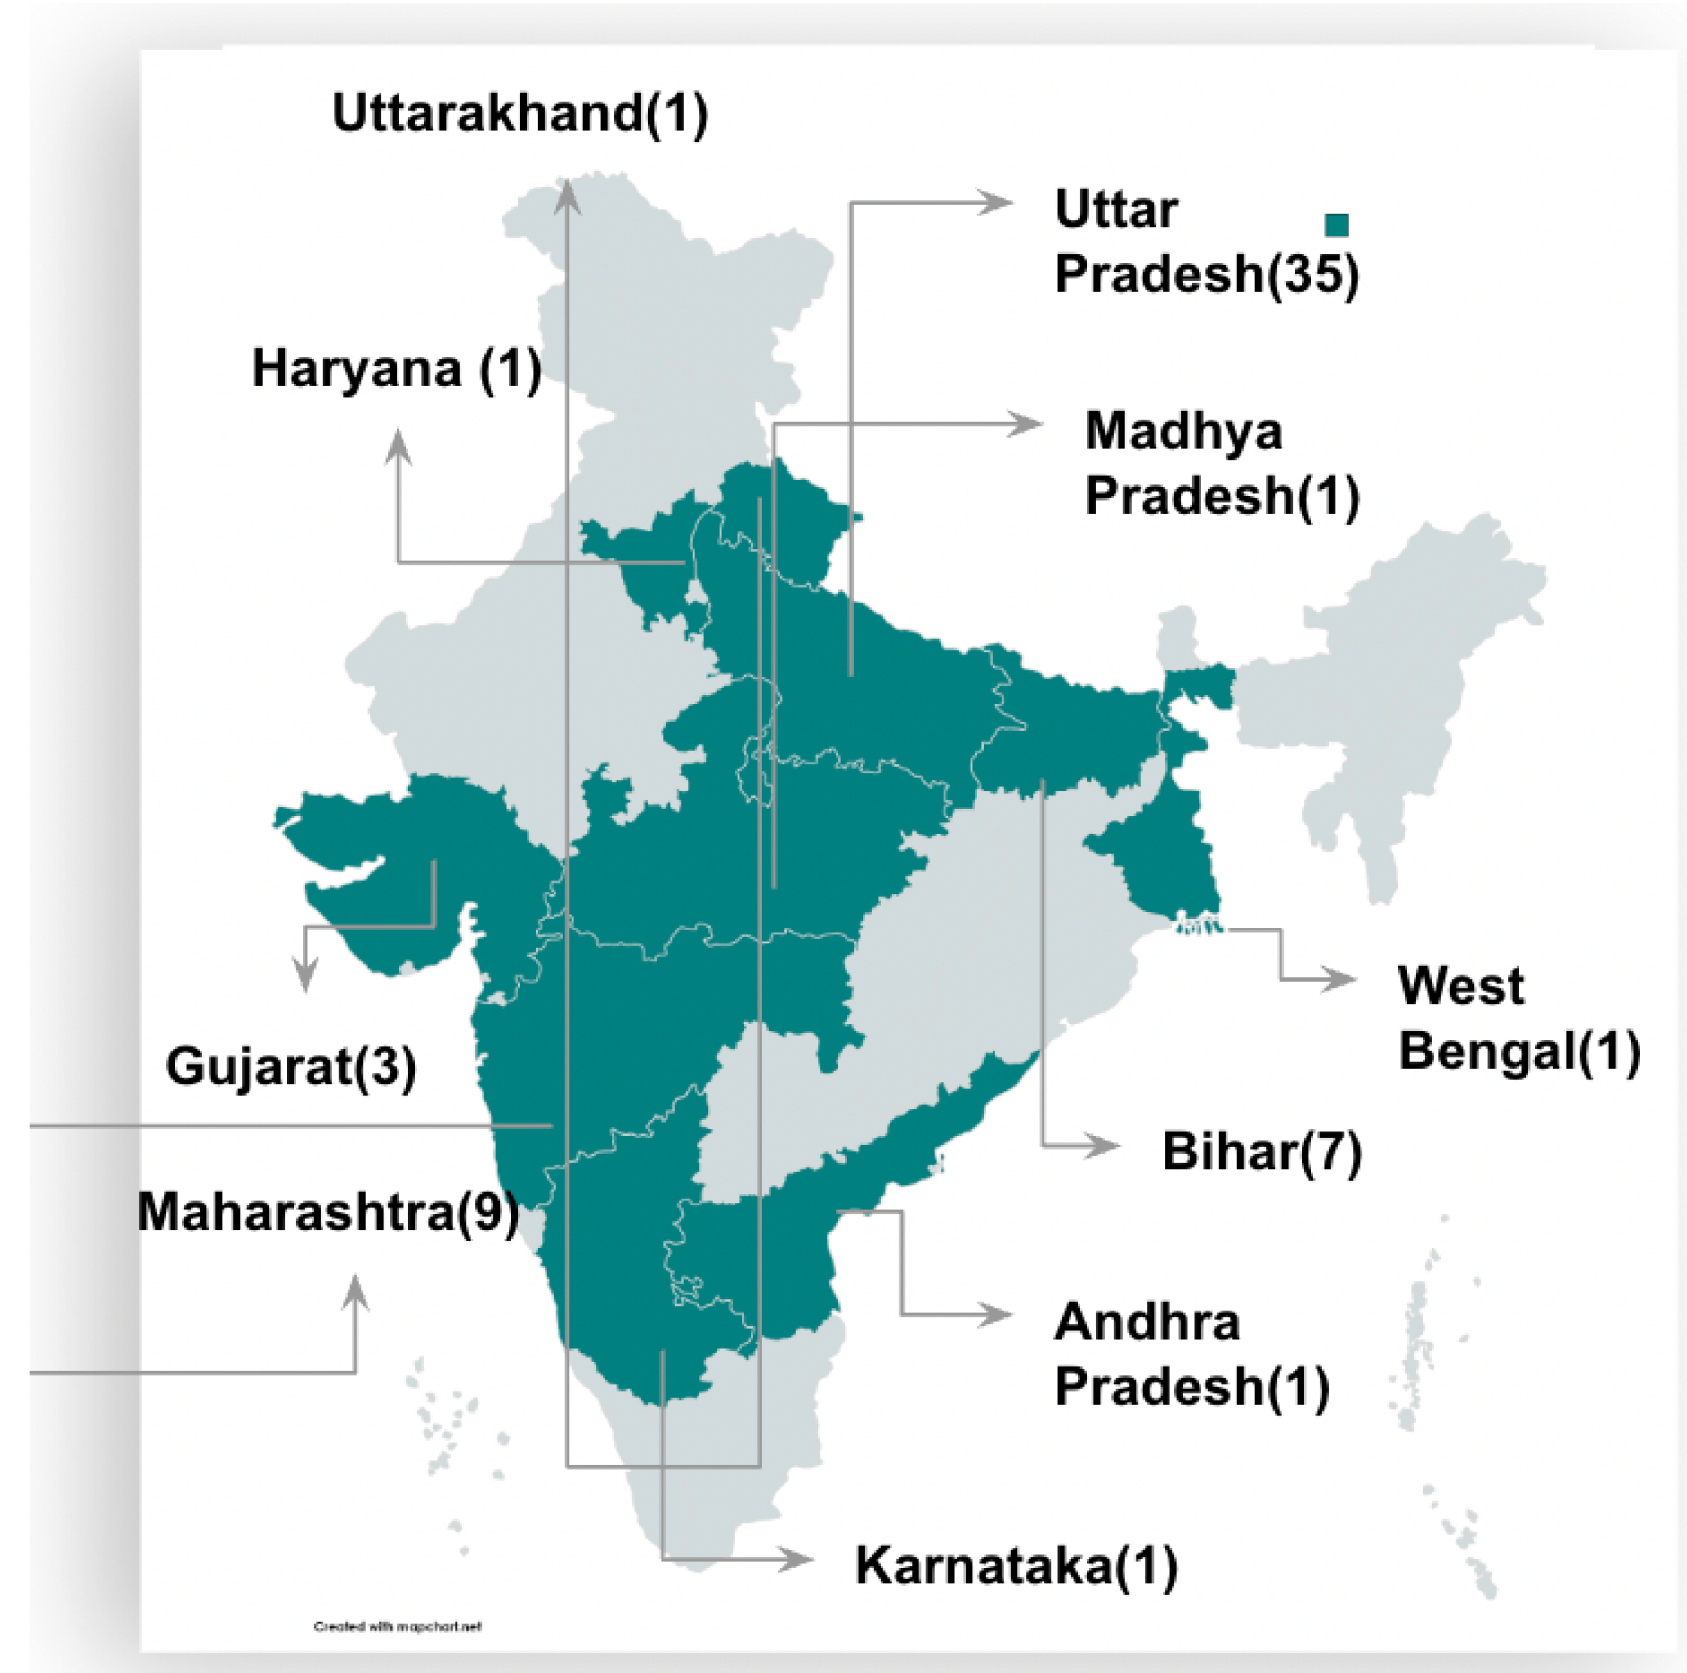 Uttarakhand(1)
Uttar
Pradesh(35)
Haryana (1)
Madhya
Pradesh(1)
West
Bengal(1)
Gujarat(3)
Bihar(7)
Maharashtra(9)
Andhra
Pradesh(1)
Karnataka(1)
Created with mapchart.net